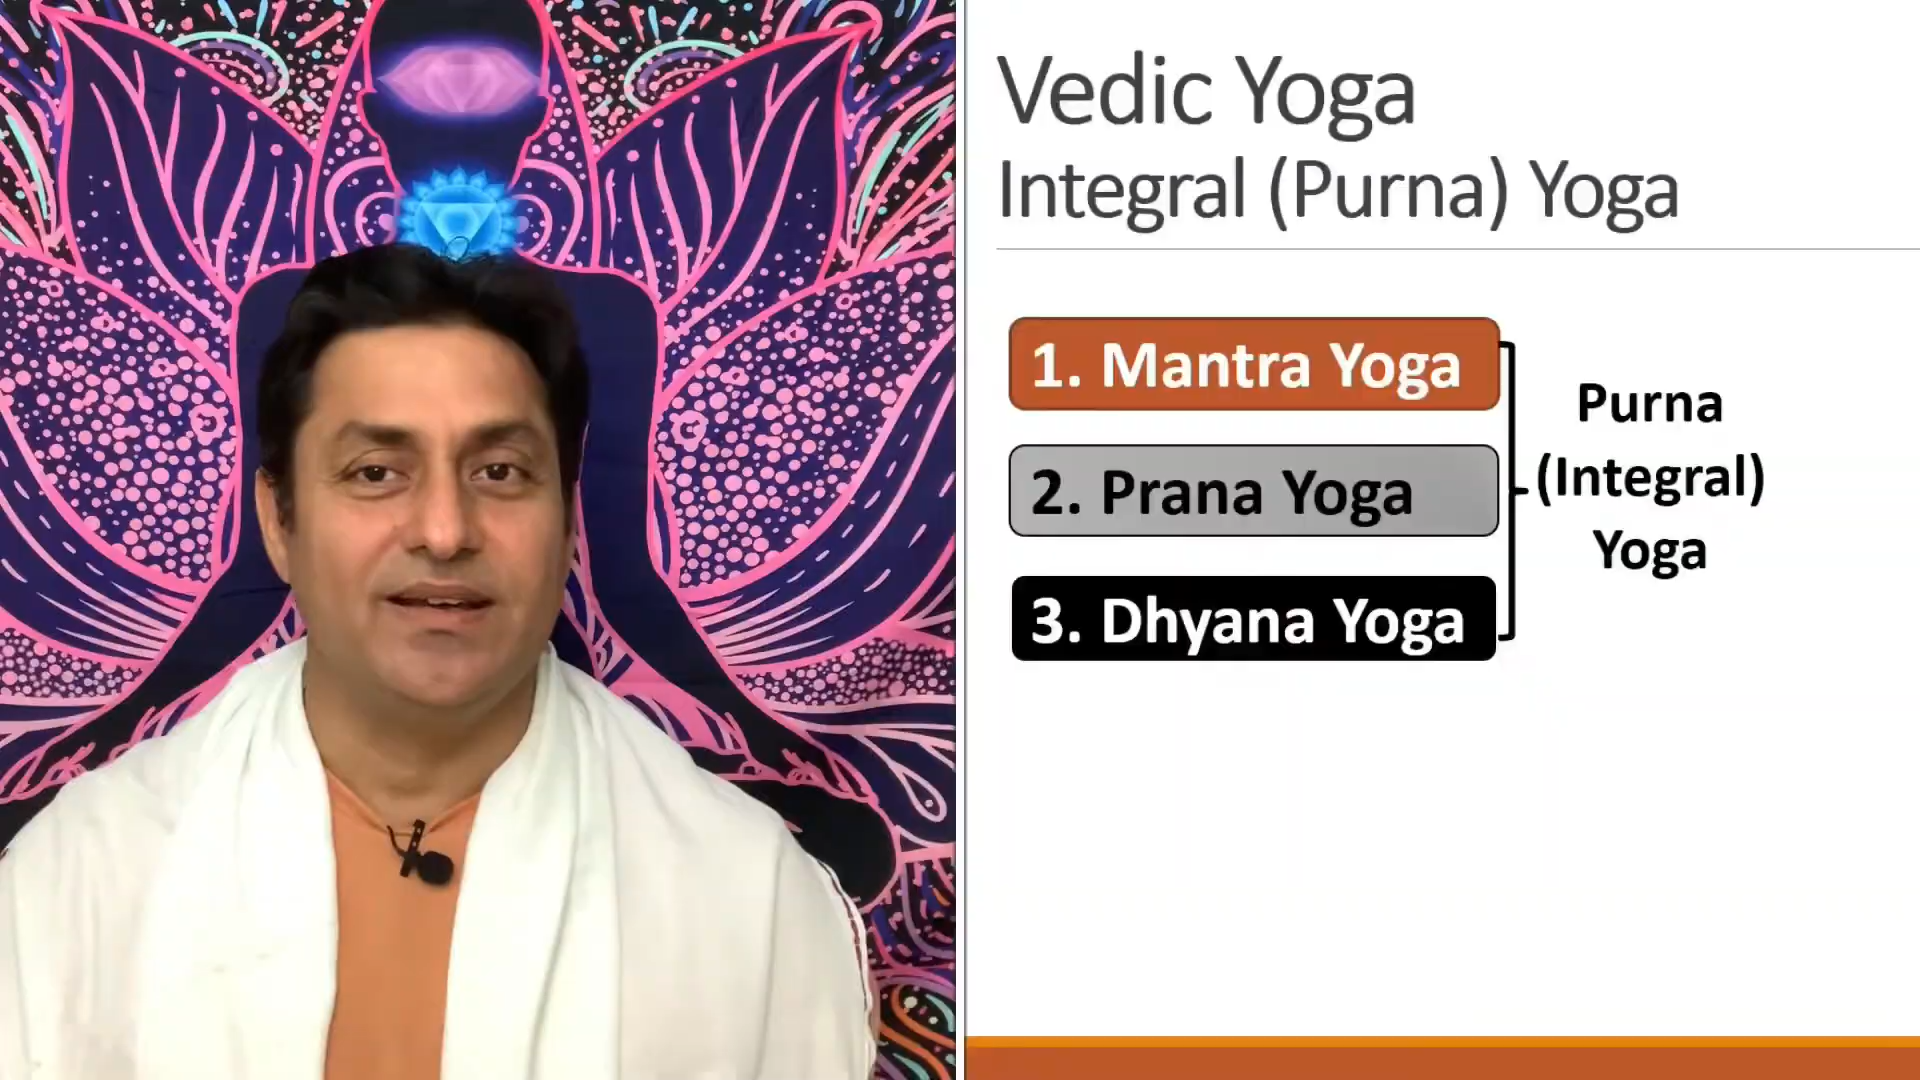 Vedic Yoga
Integral (Purna) Yoga
1. Mantra Yoga
2. Prana Yoga
3. Dhyana Yoga
Purna
(Integral)
Yoga